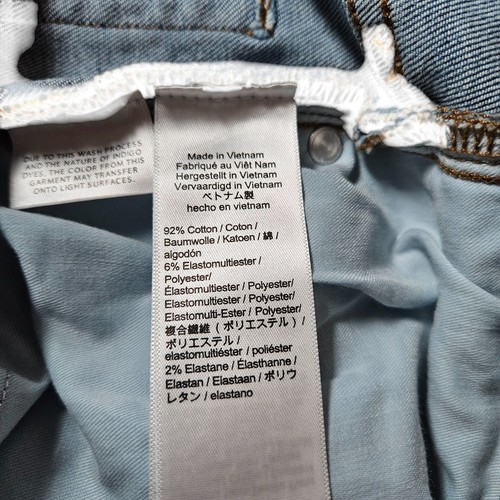 DUE TO THIS WASH PROCESS
AND THE NATURE OF INDIGO
DYES, THE COLOR FROM THIS
GARMENT MAY TRANSFER
ONTO LIGHT SURFACES.
Made in Vietnam
Fabriqué au Viêt Nam
Hergestellt in Vietnam
Vervaardigd in Vietnam
ベトナム製
hecho en vietnam
92% Cotton / Coton /
Baumwolle / Katoen / 綿 /
algodón
6% Elastomultiester /
Polyester/
Élastomultiester / Polyester/
Elastomultiester / Polyester/
Elastomulti-Ester / Polyester/
複合繊維（ポリエステル）/
ポリエステル /
elastomultiéster / poliéster
2% Elastane / Élasthanne /
Elastan / Elastaan / ポリウ
レタン / elastano